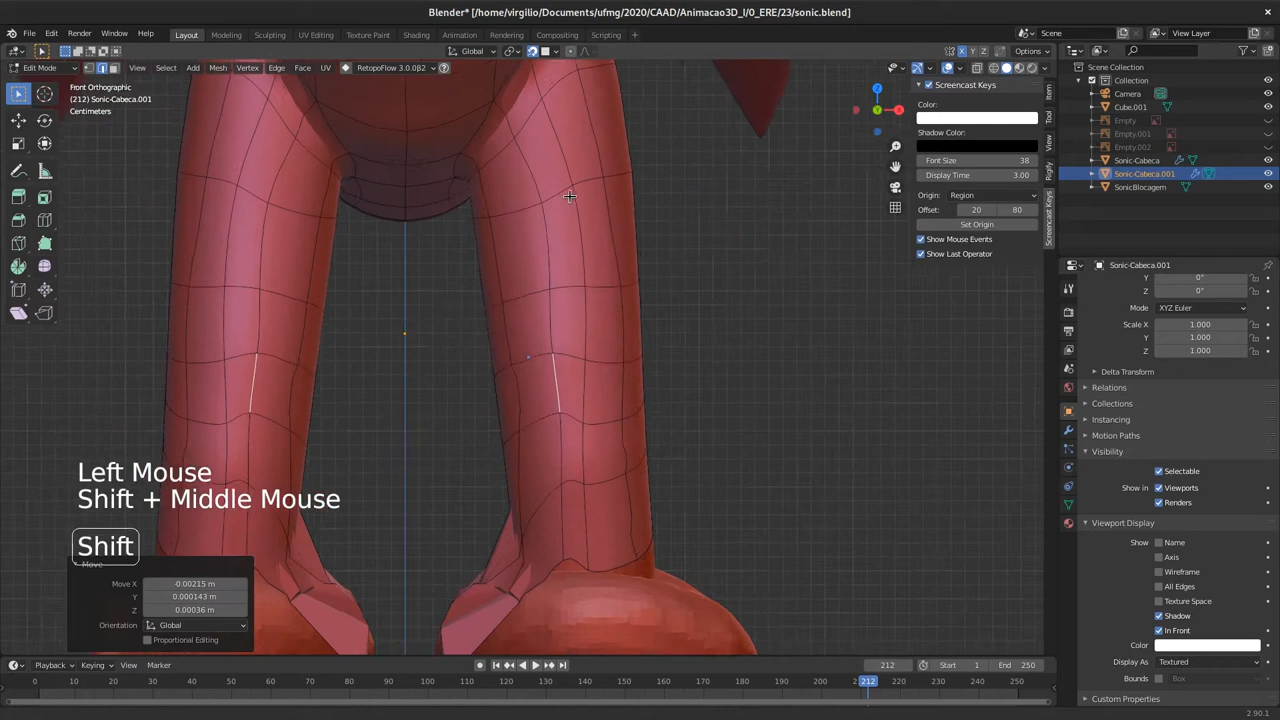 Blender* [/home/virgilio/Documents/ufmg/2020/CAAD/Animacao3D_I/0_ERE/23/sonic.blend]
File Edit Render Window Help Layout Modeling Sculpting UV Editing Texture Paint Shading Animation Rendering Compositing Scripting + Scene View Layer
Global X Y Z Options
Edit Mode View Select Add Mesh Vertex Edge Face UV RetopoFlow 3.0.0β2
Front Orthographic
(212) Sonic-Cabeca.001
Centimeters
Z
X
Y
Screencast Keys
Color:
Shadow Color:
Font Size 38
Display Time 3.00
Origin: Region
Offset: 20 80
Set Origin
Show Mouse Events
Show Last Operator
Item
Tool
View
Rigify
Screencast Keys
Scene Collection
Collection
Camera
Cube.001
Empty
Empty.001
Empty.002
Sonic-Cabeca
Sonic-Cabeca.001
SonicBlocagem
Sonic-Cabeca.001
Y 0°
Z 0°
Mode XYZ Euler
Scale X 1.000
Y 1.000
Z 1.000
Delta Transform
Relations
Collections
Instancing
Motion Paths
Visibility
Selectable
Show in Viewports
Renders
Viewport Display
Show Name
Axis
Wireframe
All Edges
Texture Space
Shadow
In Front
Color
Display As Textured
Bounds Box
Custom Properties
Left Mouse
Shift + Middle Mouse
Shift
Move
Move X -0.00215 m
Y 0.000143 m
Z 0.00036 m
Orientation Global
Proportional Editing
Playback Keying View Marker 212 Start 1 End 250
0 10 20 30 40 50 60 70 80 90 100 110 120 130 140 150 160 170 180 190 200 212 220 230 240 250
2.90.1